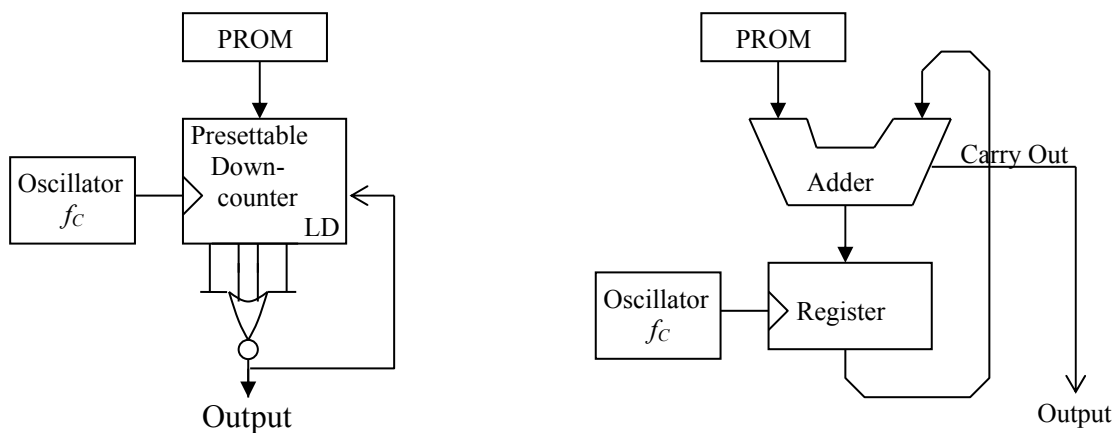 PROM
Presettable
Down-
counter
LD
Oscillator
fC
Output
PROM
Carry Out
Adder
Oscillator
fC
Register
Output